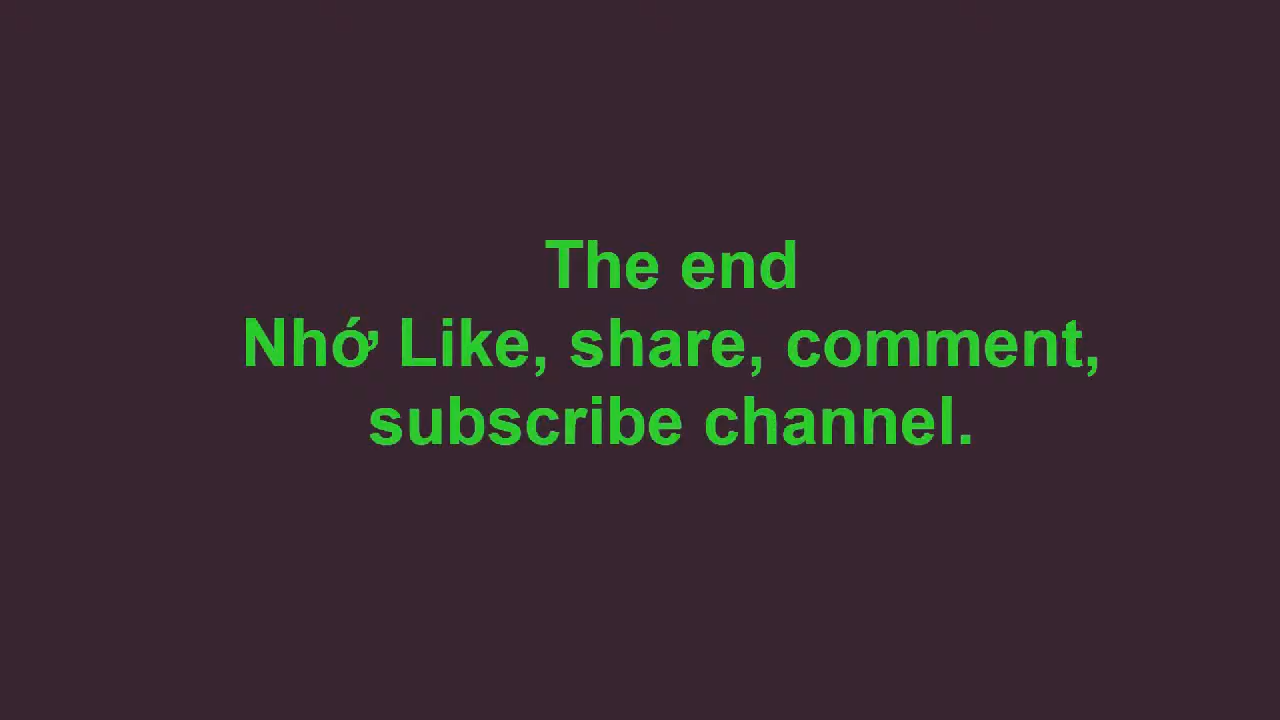 The end
Nhớ Like, share, comment,
subscribe channel.